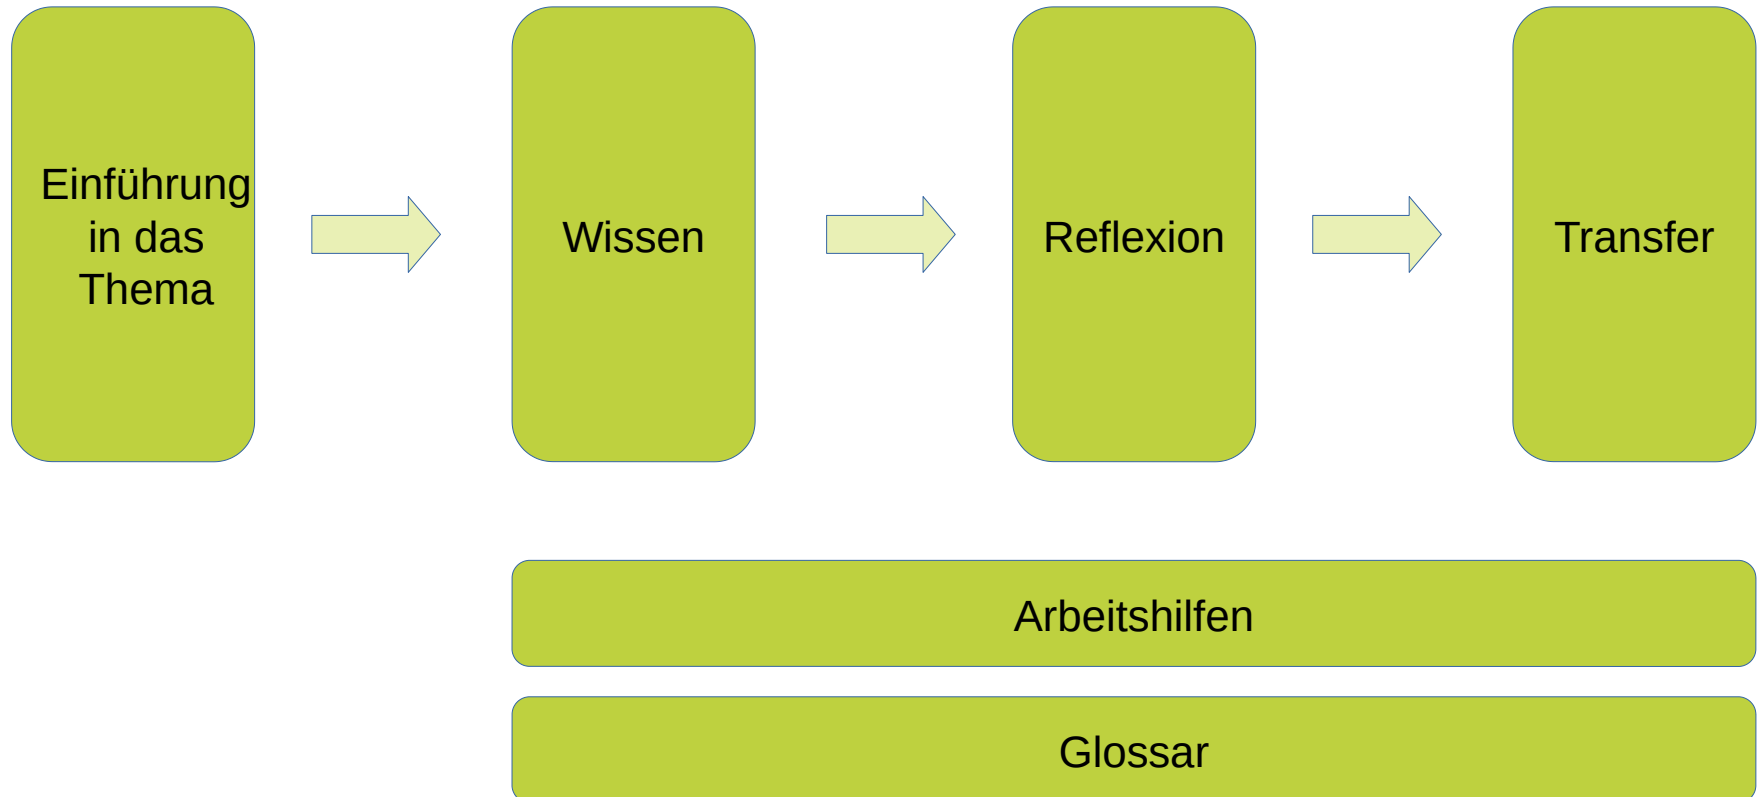 Einführung
in das
Thema
Wissen
Reflexion
Transfer
Arbeitshilfen
Glossar